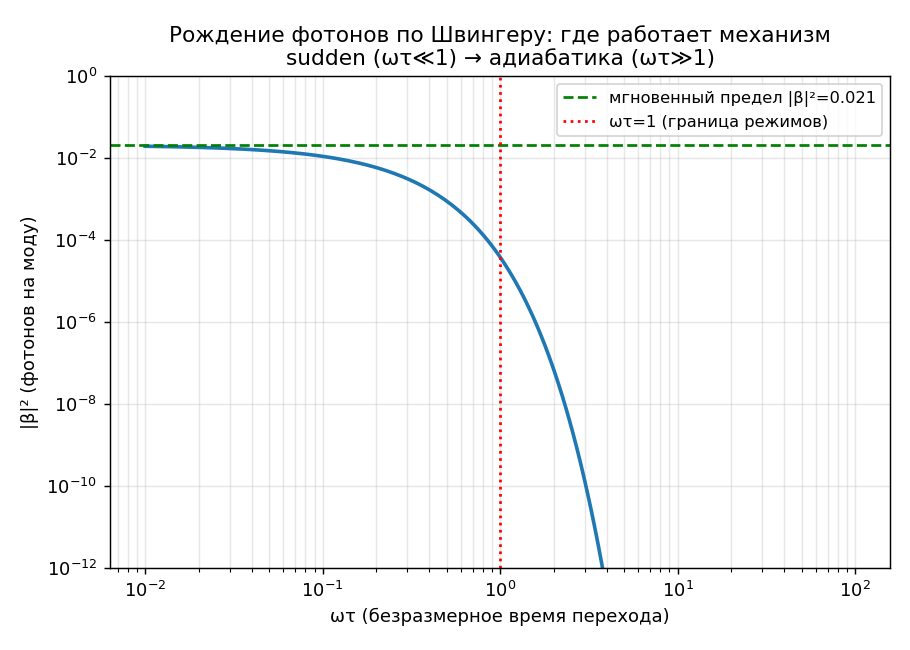 Рождение фотонов по Швингеру: где работает механизм
sudden (ωτ≪1) → адиабатика (ωτ≫1)
мгновенный предел |β|²=0.021
ωτ=1 (граница режимов)
|β|² (фотонов на моду)
10⁰
10⁻²
10⁻⁴
10⁻⁶
10⁻⁸
10⁻¹⁰
10⁻¹²
10⁻² 10⁻¹ 10⁰ 10¹ 10²
ωτ (безразмерное время перехода)